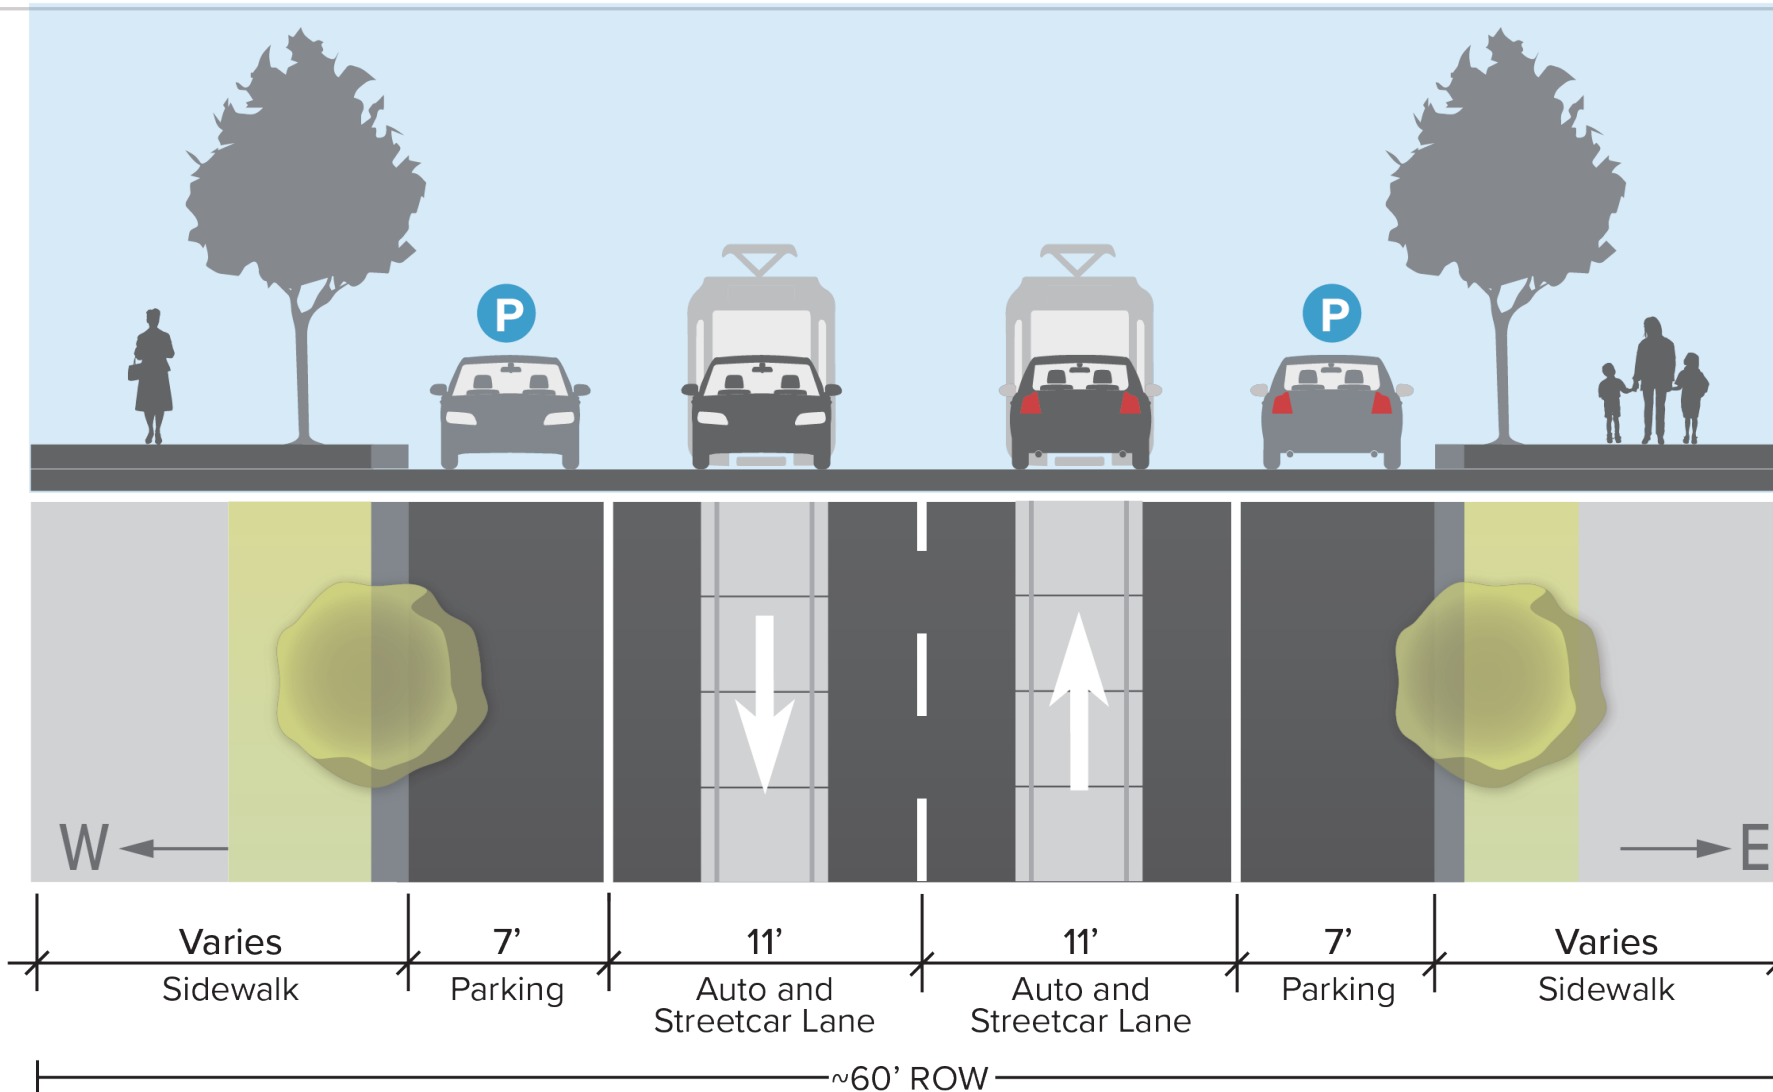 P
P
W
E
Varies
7’
11’
11’
7’
Varies
Sidewalk
Parking
Auto and
Streetcar Lane
Auto and
Streetcar Lane
Parking
Sidewalk
~60’ ROW